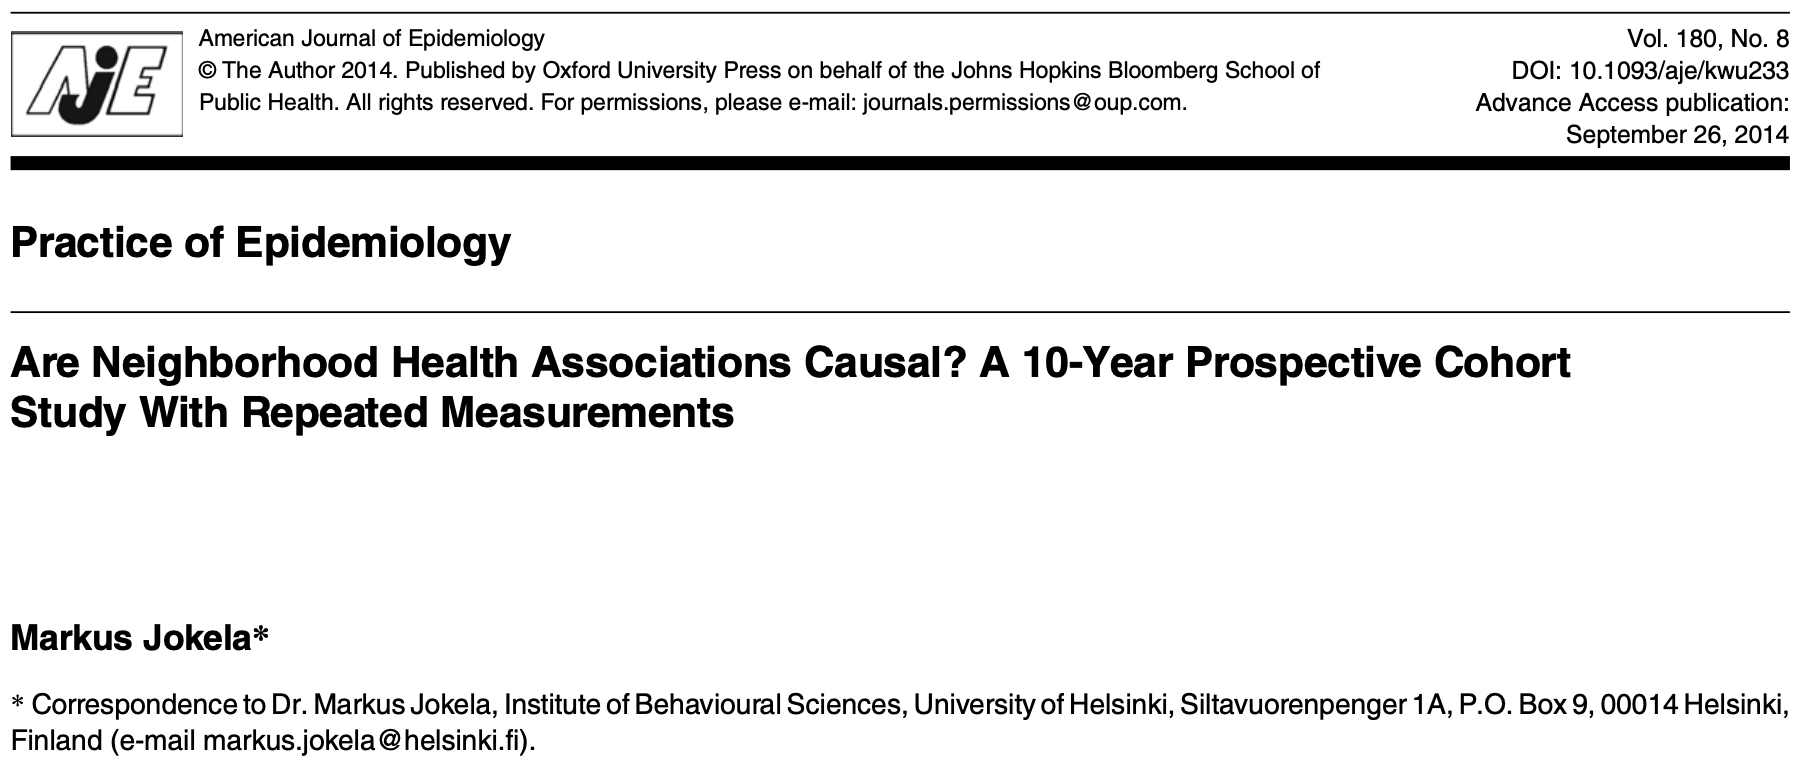 AJE
American Journal of Epidemiology
© The Author 2014. Published by Oxford University Press on behalf of the Johns Hopkins Bloomberg School of
Public Health. All rights reserved. For permissions, please e-mail: journals.permissions@oup.com.
Vol. 180, No. 8
DOI: 10.1093/aje/kwu233
Advance Access publication:
September 26, 2014
Practice of Epidemiology
Are Neighborhood Health Associations Causal? A 10-Year Prospective Cohort
Study With Repeated Measurements
Markus Jokela*
* Correspondence to Dr. Markus Jokela, Institute of Behavioural Sciences, University of Helsinki, Siltavuorenpenger 1A, P.O. Box 9, 00014 Helsinki,
Finland (e-mail markus.jokela@helsinki.fi).